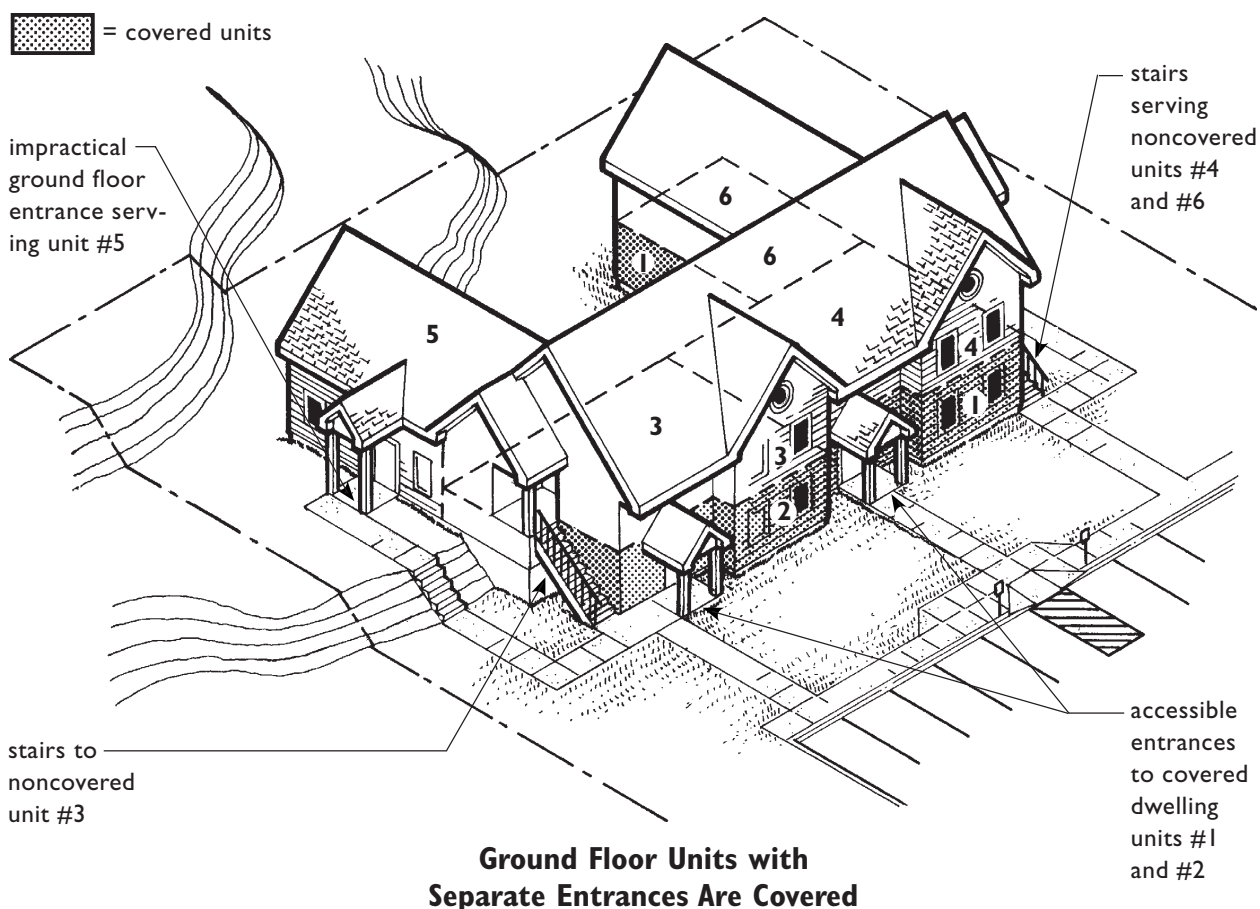 = covered units
impractical
ground floor
entrance serv-
ing unit #5
stairs
serving
noncovered
units #4
and #6
6
1
6
5
4
4
1
3
3
2
stairs to
noncovered
unit #3
accessible
entrances
to covered
dwelling
units #1
and #2
Ground Floor Units with
Separate Entrances Are Covered